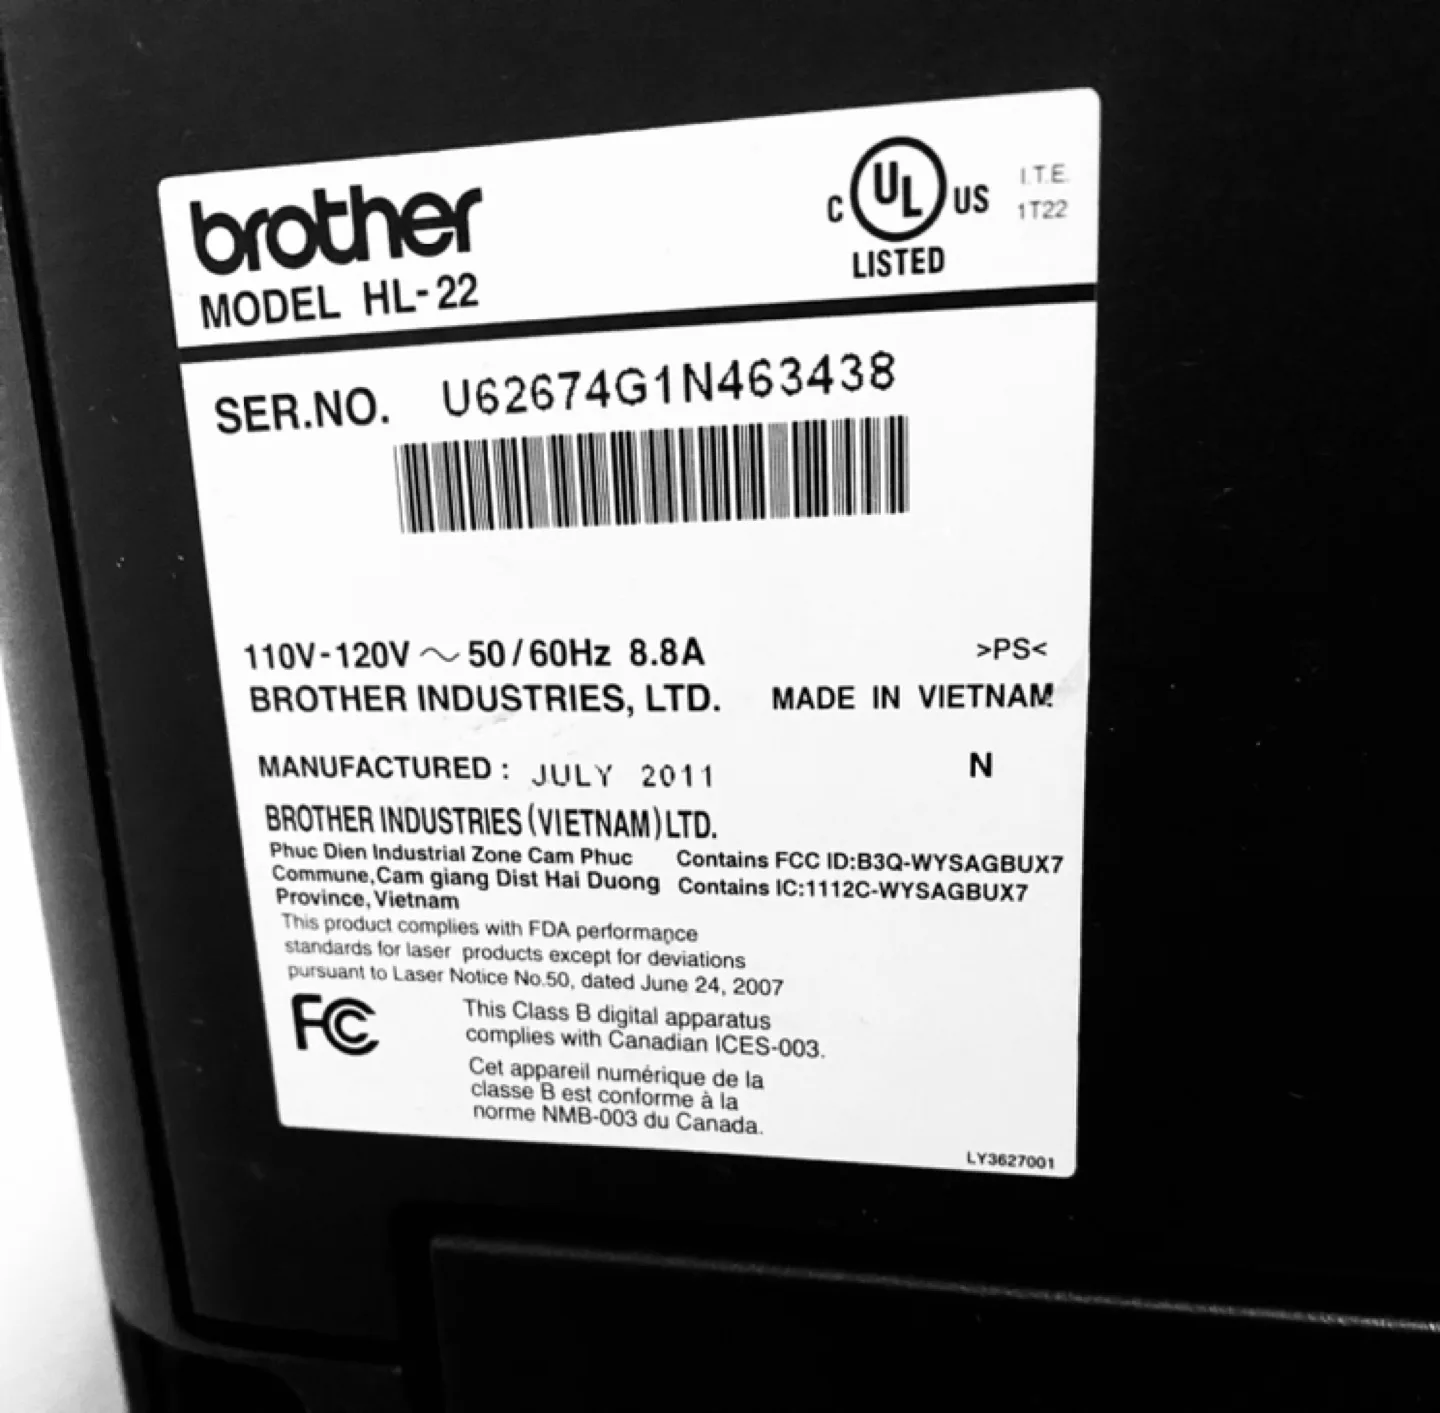 brother
MODEL HL-22
C UL US
LISTED
I.T.E.
1T22
SER.NO. U62674G1N463438
110V-120V ~ 50/60Hz 8.8A >PS<
BROTHER INDUSTRIES, LTD. MADE IN VIETNAM
MANUFACTURED : JULY 2011 N
BROTHER INDUSTRIES (VIETNAM) LTD.
Phuc Dien Industrial Zone Cam Phuc
Commune,Cam giang Dist Hai Duong
Province, Vietnam
Contains FCC ID:B3Q-WYSAGBUX7
Contains IC:1112C-WYSAGBUX7
This product complies with FDA performance
standards for laser products except for deviations
pursuant to Laser Notice No.50, dated June 24, 2007
FC
This Class B digital apparatus
complies with Canadian ICES-003.
Cet appareil numérique de la
classe B est conforme à la
norme NMB-003 du Canada.
LY3627001